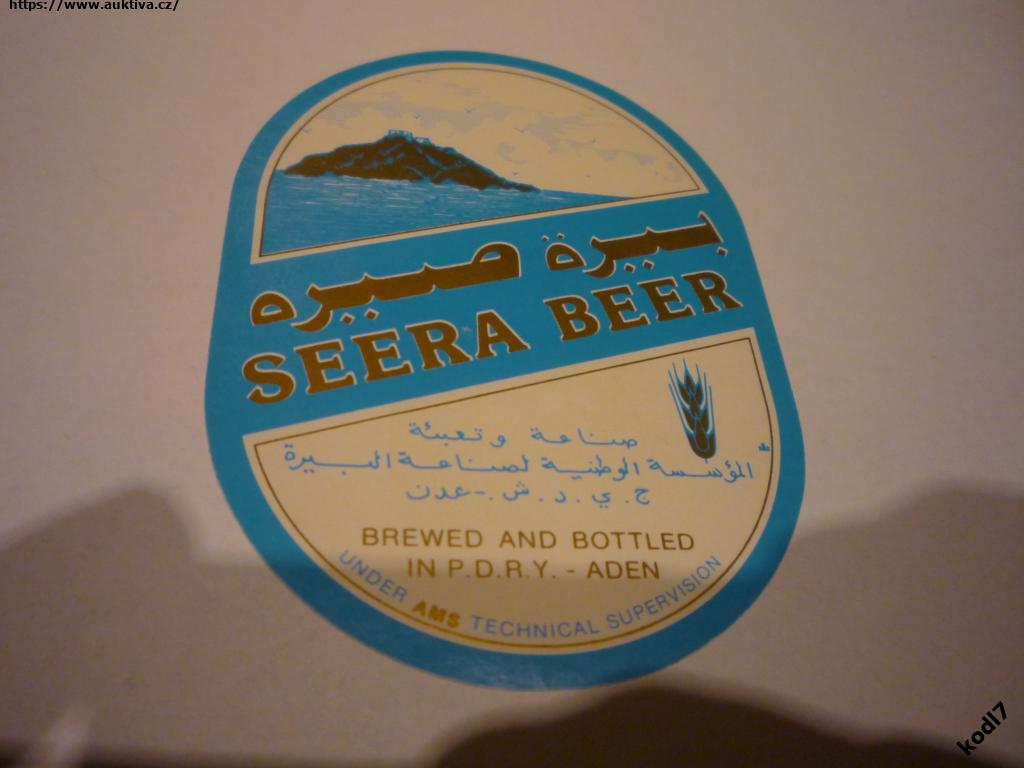 https://www.auktiva.cz/
بيرة صيره
SEERA BEER
صناعة وتعبئة
المؤسسة الوطنية لصناعة البيرة
ج.ي.د.ش.-عدن
BREWED AND BOTTLED
IN P.D.R.Y. - ADEN
UNDER AMS TECHNICAL SUPERVISION
kodl7